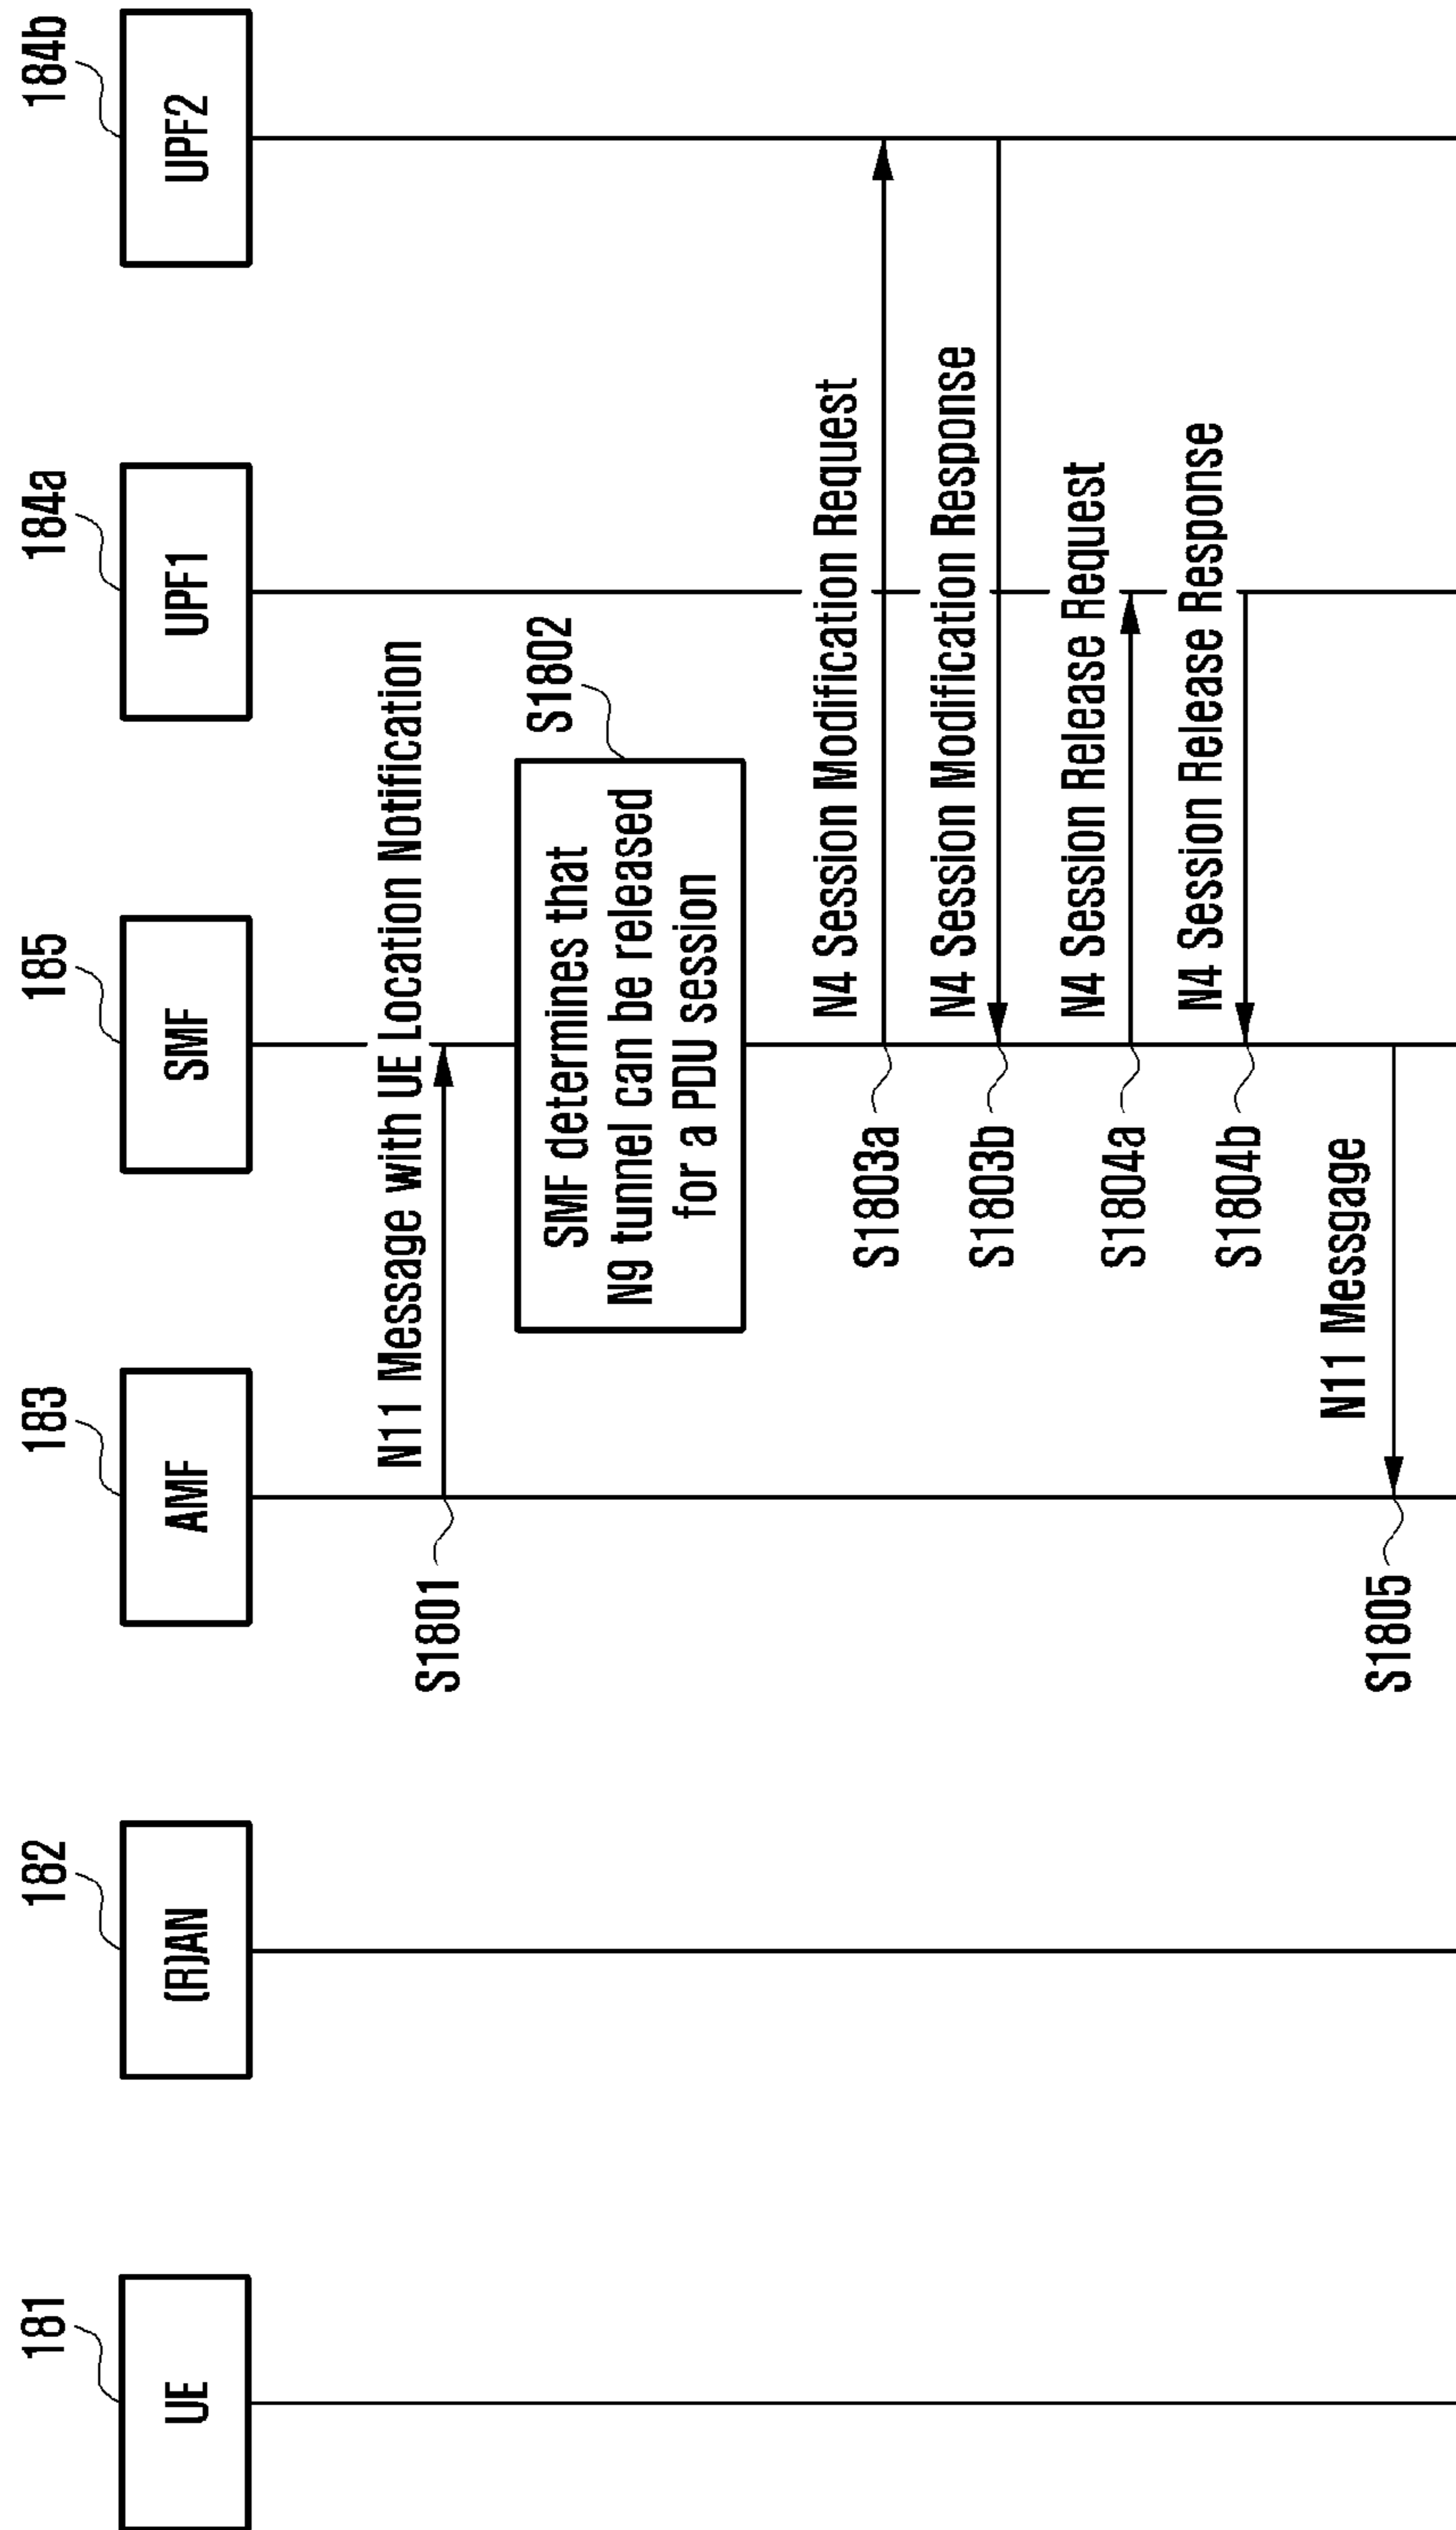 181
182
183
185
184a
184b
UE
(R)AN
AMF
SMF
UPF1
UPF2
N11 Message with UE Location Notification
S1801
S1802
SMF determines that
N9 tunnel can be released
for a PDU session
N4 Session Modification Request
S1803a
N4 Session Modification Response
S1803b
N4 Session Release Request
S1804a
N4 Session Release Response
S1804b
N11 Messgage
S1805